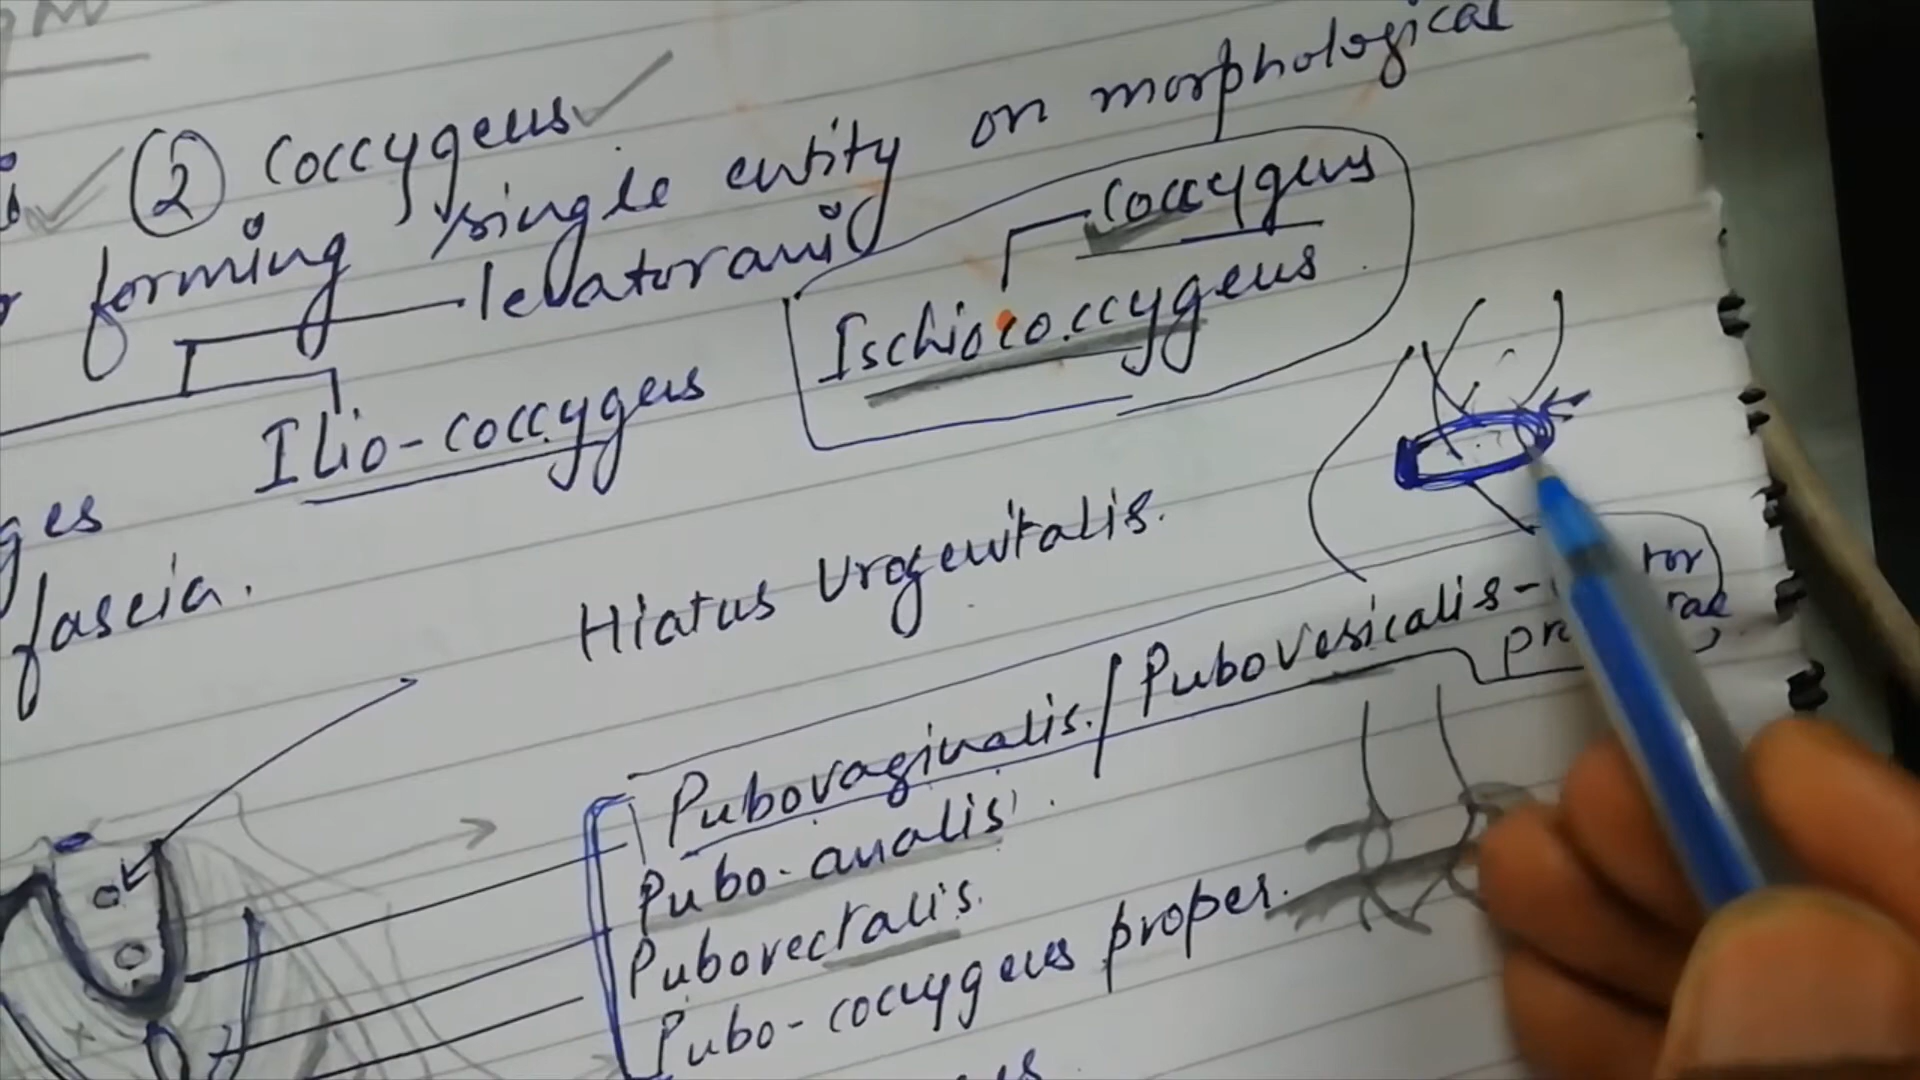 ② Coccygeus
forming single entity on morphological
levatorani
Coccygeus
Ischiococcygeus
Ilio-coccygeus
fascia.
Hiatus Urogenitalis.
Pubovaginalis. / Pubovesicalis-
Pubo-analis
Puborectalis.
Pubo-coccygeus proper.